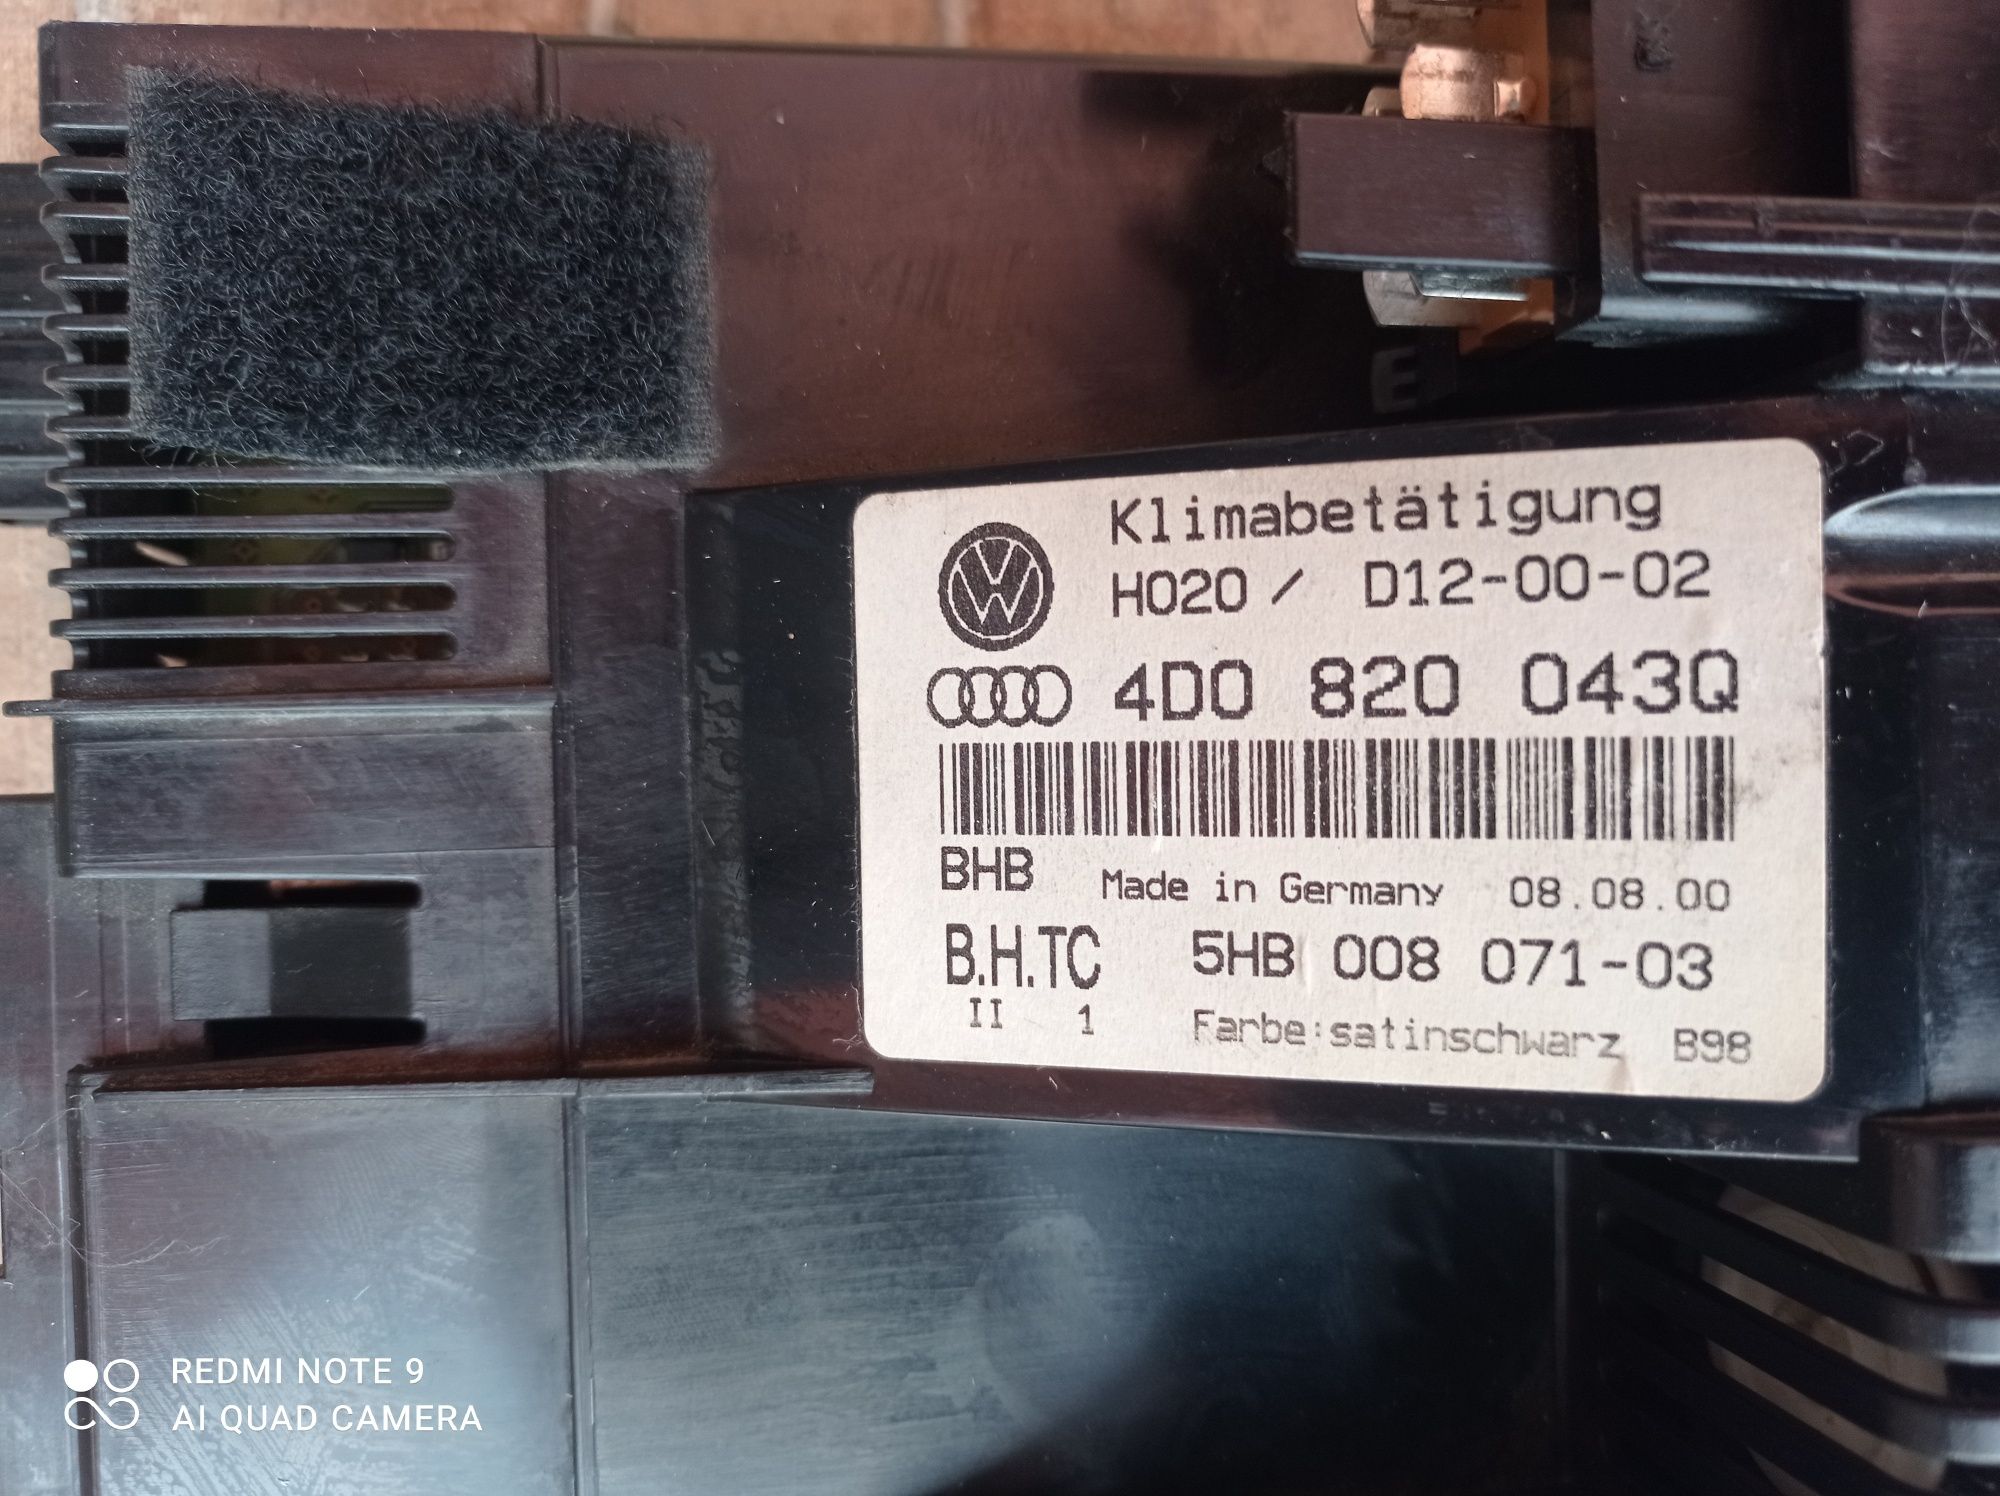 E
Klimabetätigung
H020 / D12-00-02
4D0 820 043Q
BHB Made in Germany 08.08.00
B.H.TC 5HB 008 071-03
II 1 Farbe:satinschwarz B98
REDMI NOTE 9
AI QUAD CAMERA